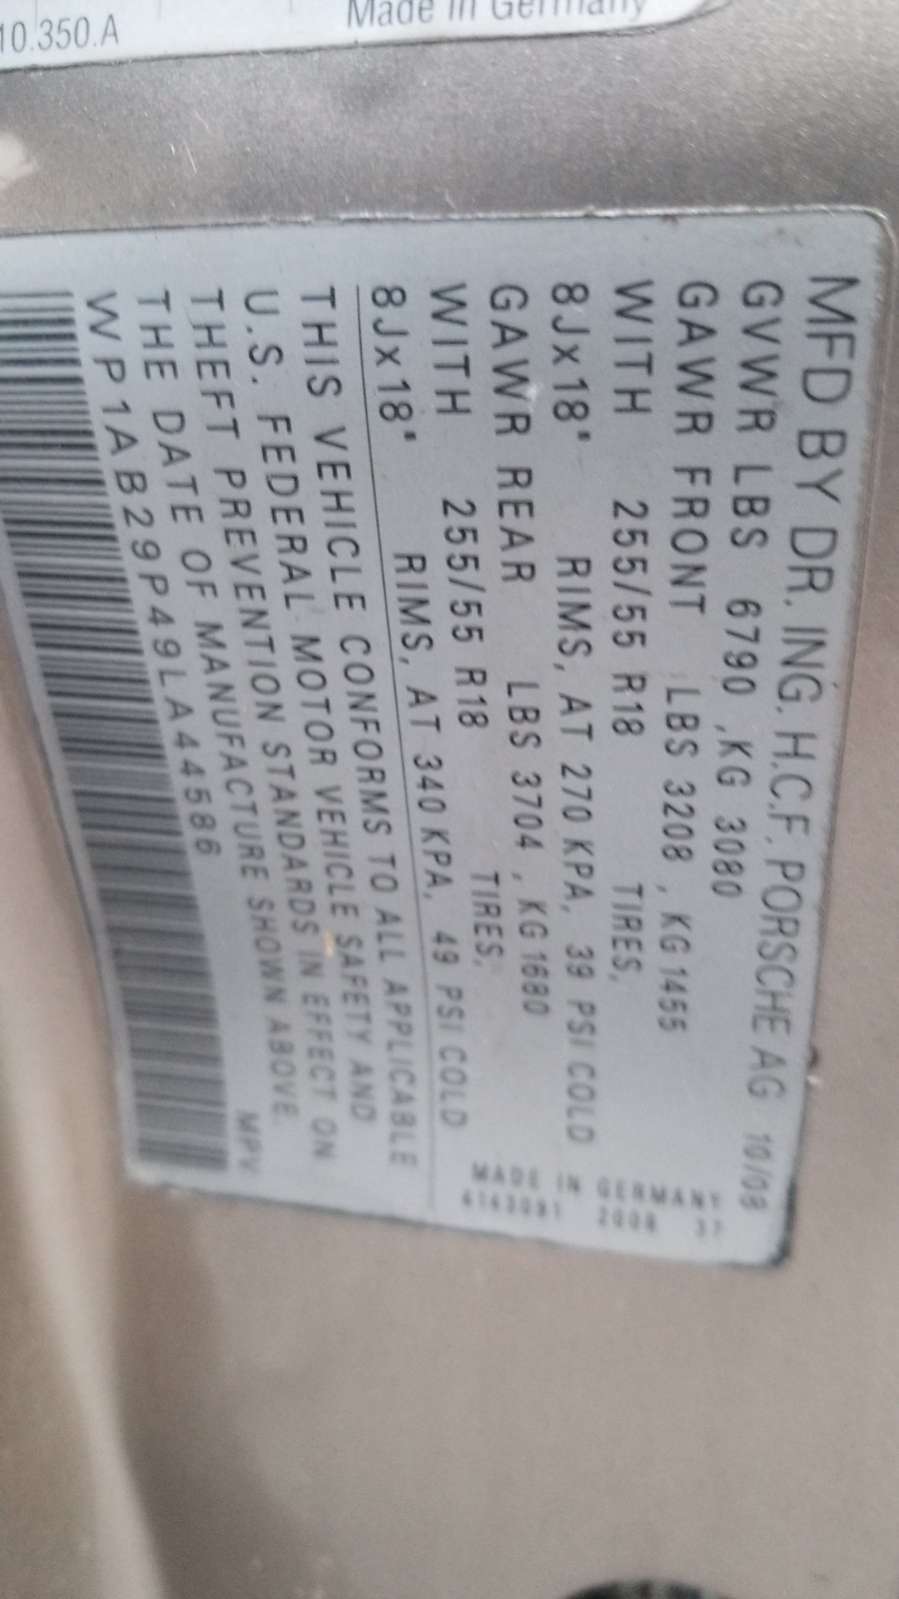 10.350.A
Made in Germany
MFD BY DR. ING. H.C.F. PORSCHE AG 10/08
GVWR LBS 6790 ,KG 3080
GAWR FRONT LBS 3208 , KG 1455
WITH 255/55 R18 TIRES,
8Jx18" RIMS, AT 270 KPA, 39 PSI COLD
GAWR REAR LBS 3704 , KG 1680
WITH 255/55 R18 TIRES,
8Jx18" RIMS, AT 340 KPA, 49 PSI COLD
MADE IN GERMANY
2008 37
THIS VEHICLE CONFORMS TO ALL APPLICABLE
U.S. FEDERAL MOTOR VEHICLE SAFETY AND
THEFT PREVENTION STANDARDS IN EFFECT ON
THE DATE OF MANUFACTURE SHOWN ABOVE.
WP1AB29P49LA44586 MPV